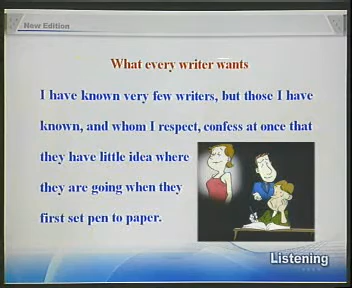 New Edition
What every writer wants
I have known very few writers, but those I have
known, and whom I respect, confess at once that
they have little idea where
they are going when they
first set pen to paper.
Listening